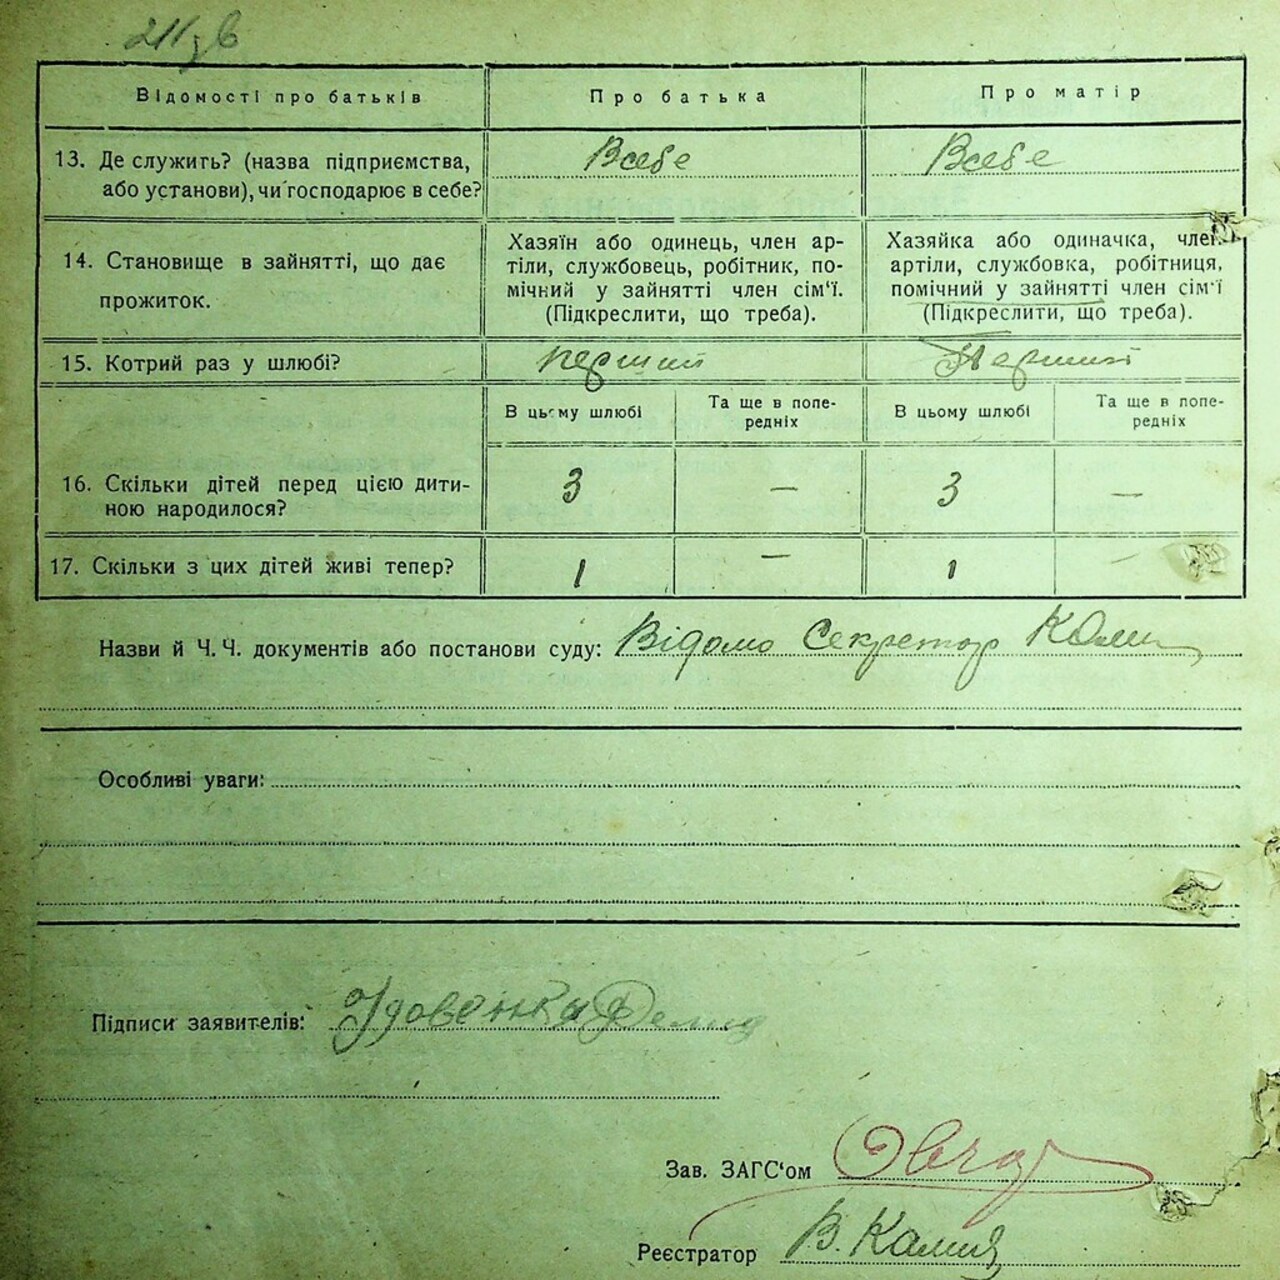 Відомості про батьків
Про батька
Про матір
13. Де служить? (назва підприємства,
або установи), чи господарює в себе?
Всебе
Всебе
14. Становище в зайнятті, що дає
прожиток.
Хазяїн або одинець, член ар-
тіли, службовець, робітник, по-
мічний у зайнятті член сім'ї.
(Підкреслити, що треба).
Хазяйка або одиначка, член
артіли, службовка, робітниця,
помічний у зайнятті член сім'ї
(Підкреслити, що треба).
15. Котрий раз у шлюбі?
перший
Перший
В цьому шлюбі
Та ще в попе-
редніх
В цьому шлюбі
Та ще в попе-
редніх
16. Скільки дітей перед цією дити-
ною народилося?
3
—
3
—
17. Скільки з цих дітей живі тепер?
1
—
1
—
Назви й Ч. Ч. документів або постанови суду: Відомо Секретар
Особливі уваги:
Підписи заявителів:
Зав. ЗАГС'ом
Реєстратор В.